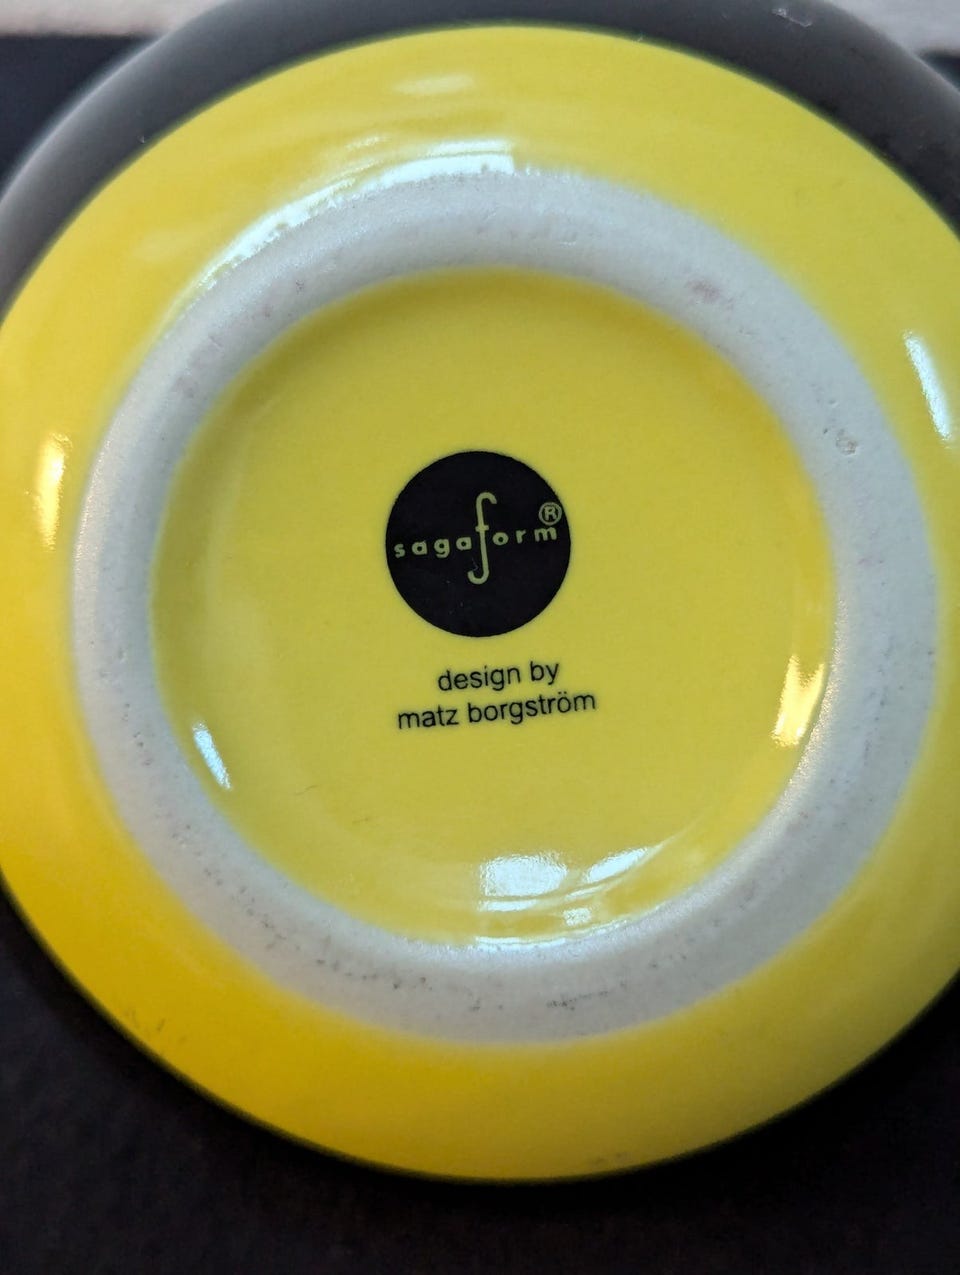 sagaform®
design by
matz borgström